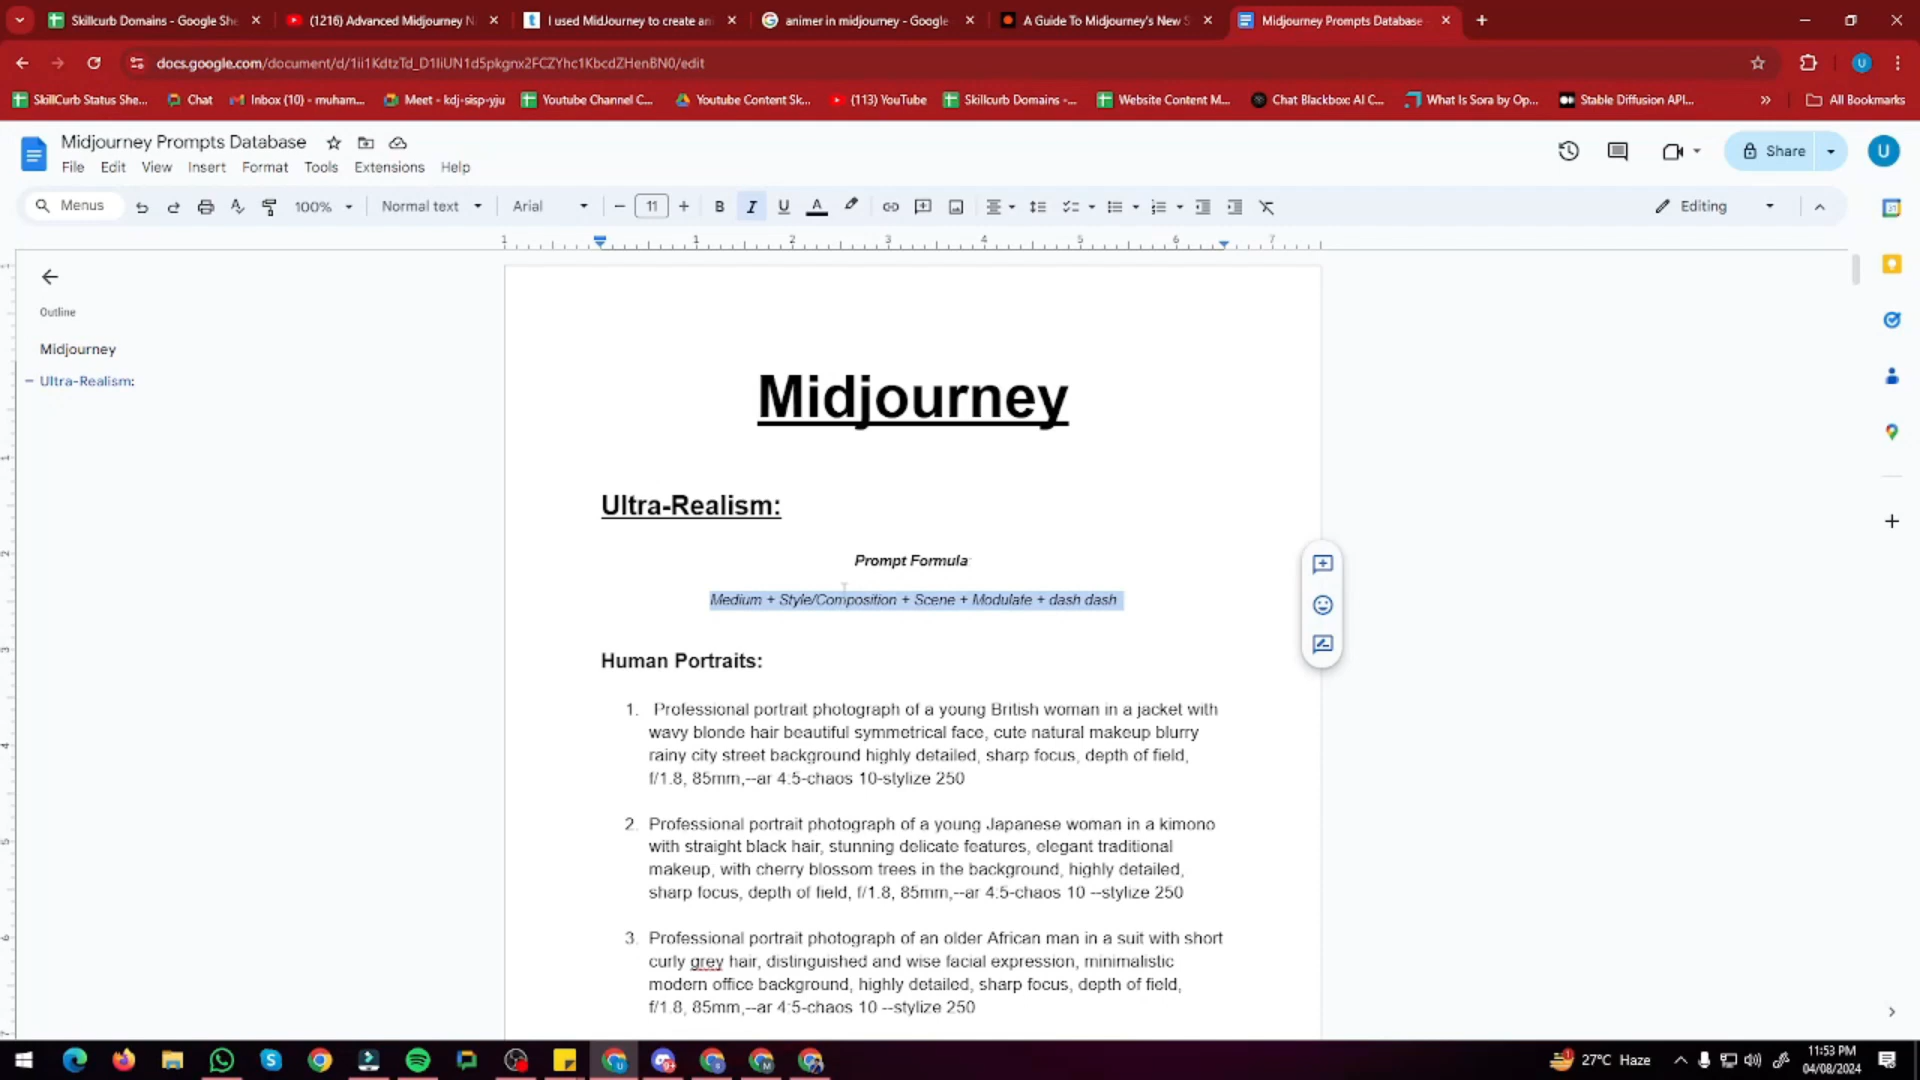 Skillcurb Domains - Google She
(1216) Advanced Midjourney N
I used MidJourney to create an
animer in midjourney - Google
A Guide To Midjourney's New S
Midjourney Prompts Database -
docs.google.com/document/d/1ii1KdtzTd_D1IiUN1d5pkgnx2FCZYhc1KbcdZHenBN0/edit
SkillCurb Status She...
Chat
Inbox (10) - muham...
Meet - kdj-sisp-yju
Youtube Channel C...
Youtube Content Sk...
(113) YouTube
Skillcurb Domains -...
Website Content M...
Chat Blackbox: AI C...
What Is Sora by Op...
Stable Diffusion API...
All Bookmarks
Midjourney Prompts Database
File Edit View Insert Format Tools Extensions Help
Share
U
Menus
100%
Normal text
Arial
11
Editing
1 1 2 3 4 5 6 7
Outline
Midjourney
Ultra-Realism:
Midjourney
Ultra-Realism:
Prompt Formula
Medium + Style/Composition + Scene + Modulate + dash dash
Human Portraits:
1. Professional portrait photograph of a young British woman in a jacket with
wavy blonde hair beautiful symmetrical face, cute natural makeup blurry
rainy city street background highly detailed, sharp focus, depth of field,
f/1.8, 85mm,--ar 4:5-chaos 10-stylize 250
2. Professional portrait photograph of a young Japanese woman in a kimono
with straight black hair, stunning delicate features, elegant traditional
makeup, with cherry blossom trees in the background, highly detailed,
sharp focus, depth of field, f/1.8, 85mm,--ar 4:5-chaos 10 --stylize 250
3. Professional portrait photograph of an older African man in a suit with short
curly grey hair, distinguished and wise facial expression, minimalistic
modern office background, highly detailed, sharp focus, depth of field,
f/1.8, 85mm,--ar 4:5-chaos 10 --stylize 250
27°C Haze
11:53 PM
04/08/2024